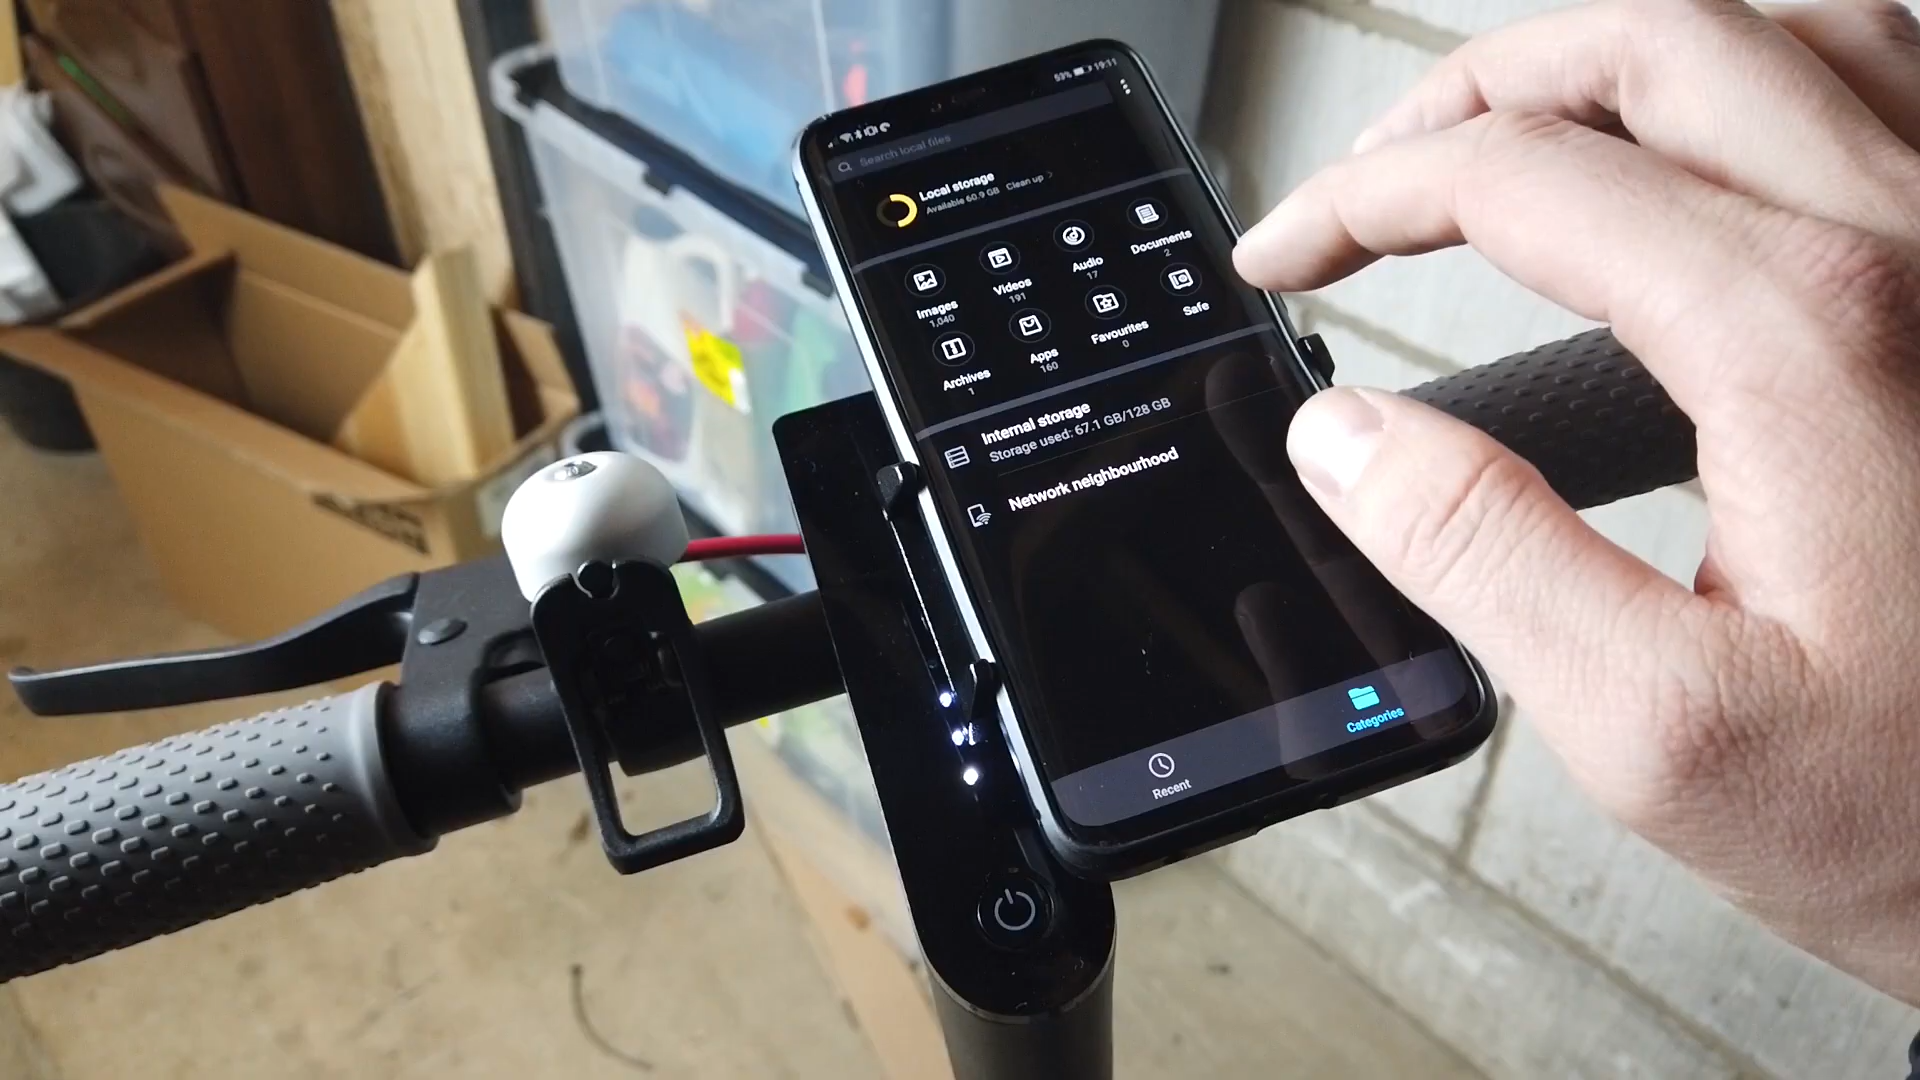 53% 19:11
Search local files
Local storage
Available 60.9 GB Clean up
Images
1,040
Videos
191
Audio
17
Documents
2
Archives
1
Apps
160
Favourites
0
Safe
Internal storage
Storage used: 67.1 GB/128 GB
Network neighbourhood
Recent
Categories